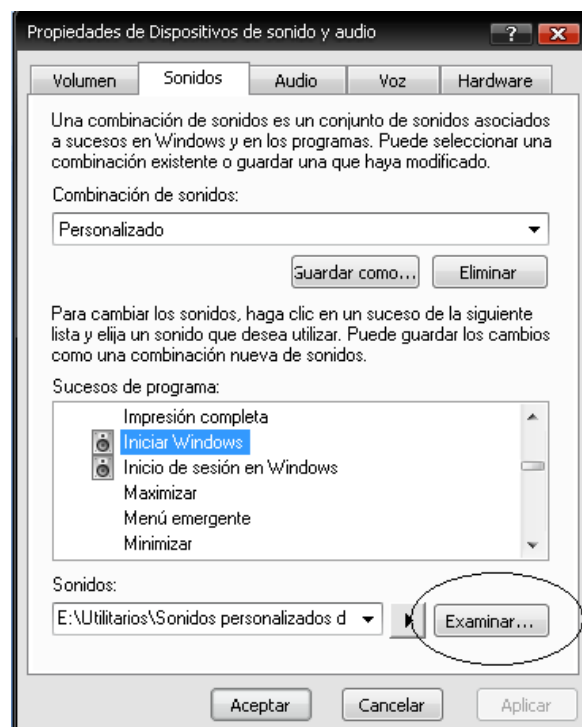 Propiedades de Dispositivos de sonido y audio
Volumen Sonidos Audio Voz Hardware
Una combinación de sonidos es un conjunto de sonidos asociados
a sucesos en Windows y en los programas. Puede seleccionar una
combinación existente o guardar una que haya modificado.
Combinación de sonidos:
Personalizado
Guardar como... Eliminar
Para cambiar los sonidos, haga clic en un suceso de la siguiente
lista y elija un sonido que desea utilizar. Puede guardar los cambios
como una combinación nueva de sonidos.
Sucesos de programa:
Impresión completa
Iniciar Windows
Inicio de sesión en Windows
Maximizar
Menú emergente
Minimizar
Sonidos:
E:\Utilitarios\Sonidos personalizados d Examinar...
Aceptar Cancelar Aplicar